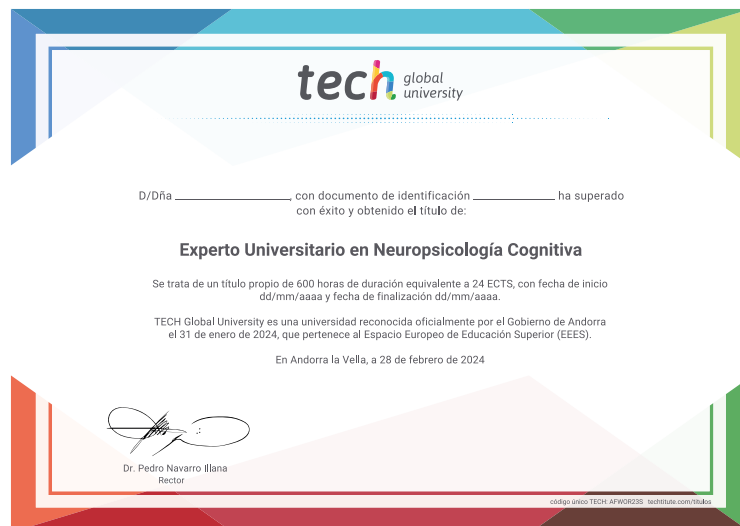 tech global university
D/Dña ____________________, con documento de identificación ______________ ha superado
con éxito y obtenido el título de:
Experto Universitario en Neuropsicología Cognitiva
Se trata de un título propio de 600 horas de duración equivalente a 24 ECTS, con fecha de inicio
dd/mm/aaaa y fecha de finalización dd/mm/aaaa.
TECH Global University es una universidad reconocida oficialmente por el Gobierno de Andorra
el 31 de enero de 2024, que pertenece al Espacio Europeo de Educación Superior (EEES).
En Andorra la Vella, a 28 de febrero de 2024
Dr. Pedro Navarro Illana
Rector
código único TECH: AFWOR23S techtitute.com/titulos